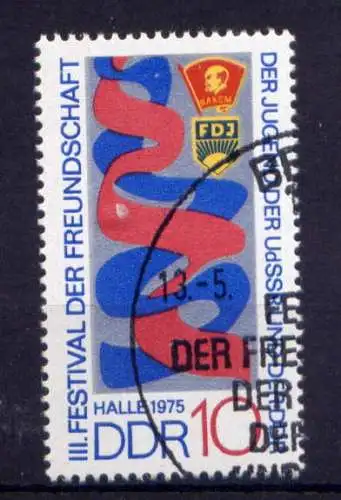 III. FESTIVAL DER FREUNDSCHAFT
DER JUGEND DER UdSSR UND DER DDR
ВЛКСМ
FDJ
HALLE 1975
DDR 10
13.-5.
DER FRE
DER
DER